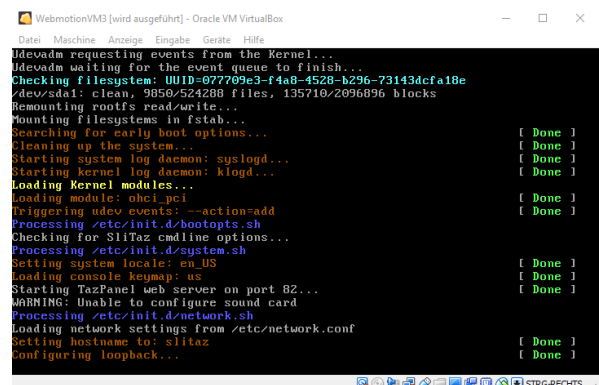 WebmotionVM3 [wird ausgeführt] - Oracle VM VirtualBox
Datei Maschine Anzeige Eingabe Geräte Hilfe
Udevadm requesting events from the Kernel...
Udevadm waiting for the event queue to finish...
Checking filesystem: UUID=077709e3-f4a8-4528-b296-73143dcfa18e
/dev/sda1: clean, 9850/524288 files, 135710/2096896 blocks
Remounting rootfs read/write...
Mounting filesystems in fstab...
Searching for early boot options... [ Done ]
Cleaning up the system... [ Done ]
Starting system log daemon: syslogd... [ Done ]
Starting kernel log daemon: klogd... [ Done ]
Loading Kernel modules...
Loading module: ohci_pci [ Done ]
Triggering udev events: --action=add [ Done ]
Processing /etc/init.d/bootopts.sh
Checking for SliTaz cmdline options...
Processing /etc/init.d/system.sh
Setting system locale: en_US [ Done ]
Loading console keymap: us [ Done ]
Starting TazPanel web server on port 82... [ Done ]
WARNING: Unable to configure sound card
Processing /etc/init.d/network.sh
Loading network settings from /etc/network.conf
Setting hostname to: slitaz [ Done ]
Configuring loopback... [ Done ]
STRG-RECHTS